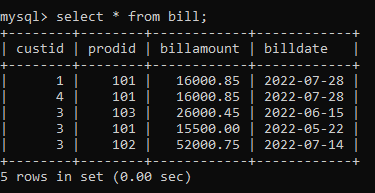 mysql> select * from bill;
+--------+--------+------------+------------+
| custid | prodid | billamount | billdate   |
+--------+--------+------------+------------+
|      1 |    101 |   16000.85 | 2022-07-28 |
|      4 |    101 |   16000.85 | 2022-07-28 |
|      3 |    103 |   26000.45 | 2022-06-15 |
|      3 |    101 |   15500.00 | 2022-05-22 |
|      3 |    102 |   52000.75 | 2022-07-14 |
+--------+--------+------------+------------+
5 rows in set (0.00 sec)